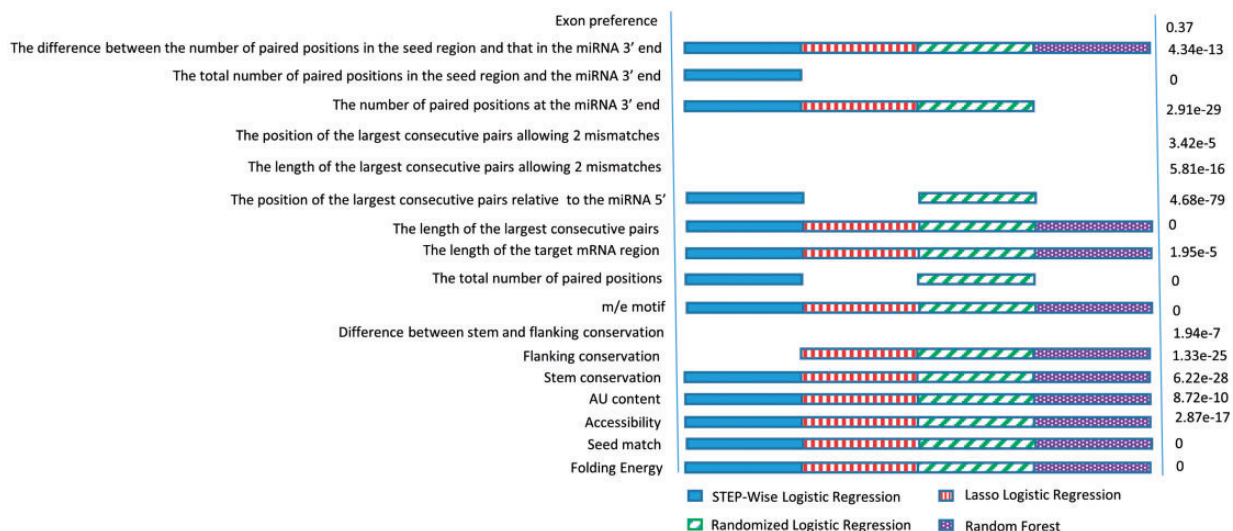 Exon preference 0.37
The difference between the number of paired positions in the seed region and that in the miRNA 3′ end 4.34e-13
The total number of paired positions in the seed region and the miRNA 3′ end 0
The number of paired positions at the miRNA 3′ end 2.91e-29
The position of the largest consecutive pairs allowing 2 mismatches 3.42e-5
The length of the largest consecutive pairs allowing 2 mismatches 5.81e-16
The position of the largest consecutive pairs relative to the miRNA 5′ 4.68e-79
The length of the largest consecutive pairs 0
The length of the target mRNA region 1.95e-5
The total number of paired positions 0
m/e motif 0
Difference between stem and flanking conservation 1.94e-7
Flanking conservation 1.33e-25
Stem conservation 6.22e-28
AU content 8.72e-10
Accessibility 2.87e-17
Seed match 0
Folding Energy 0
STEP-Wise Logistic Regression Lasso Logistic Regression
Randomized Logistic Regression Random Forest